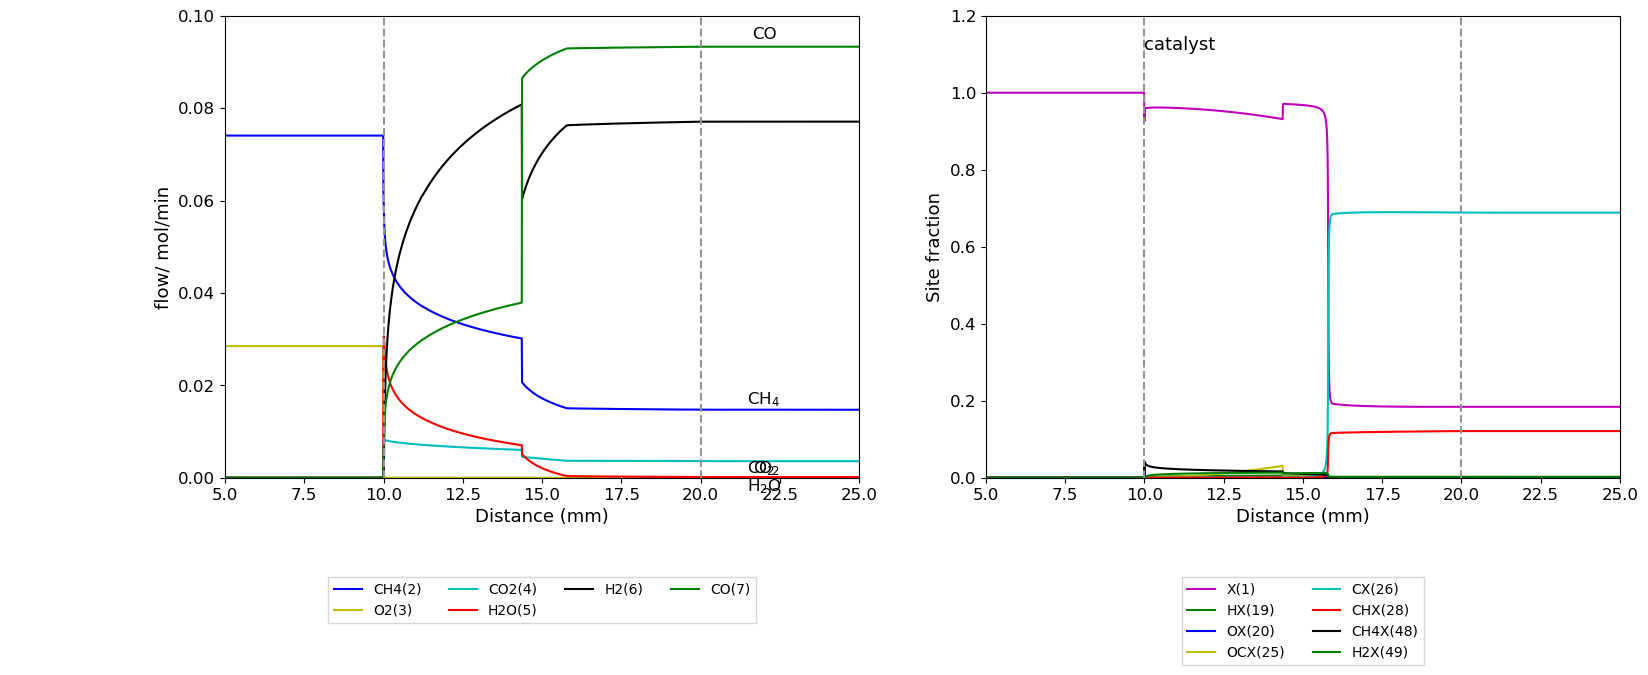 0.10
0.08
0.06
0.04
0.02
0.00
flow/ mol/min
CO
CH4
CO2
O2
H2O
5.0 7.5 10.0 12.5 15.0 17.5 20.0 22.5 25.0
Distance (mm)
CH4(2) CO2(4) H2(6) CO(7)
O2(3) H2O(5)
1.2
1.0
0.8
0.6
0.4
0.2
0.0
Site fraction
catalyst
5.0 7.5 10.0 12.5 15.0 17.5 20.0 22.5 25.0
Distance (mm)
X(1) CX(26)
HX(19) CHX(28)
OX(20) CH4X(48)
OCX(25) H2X(49)